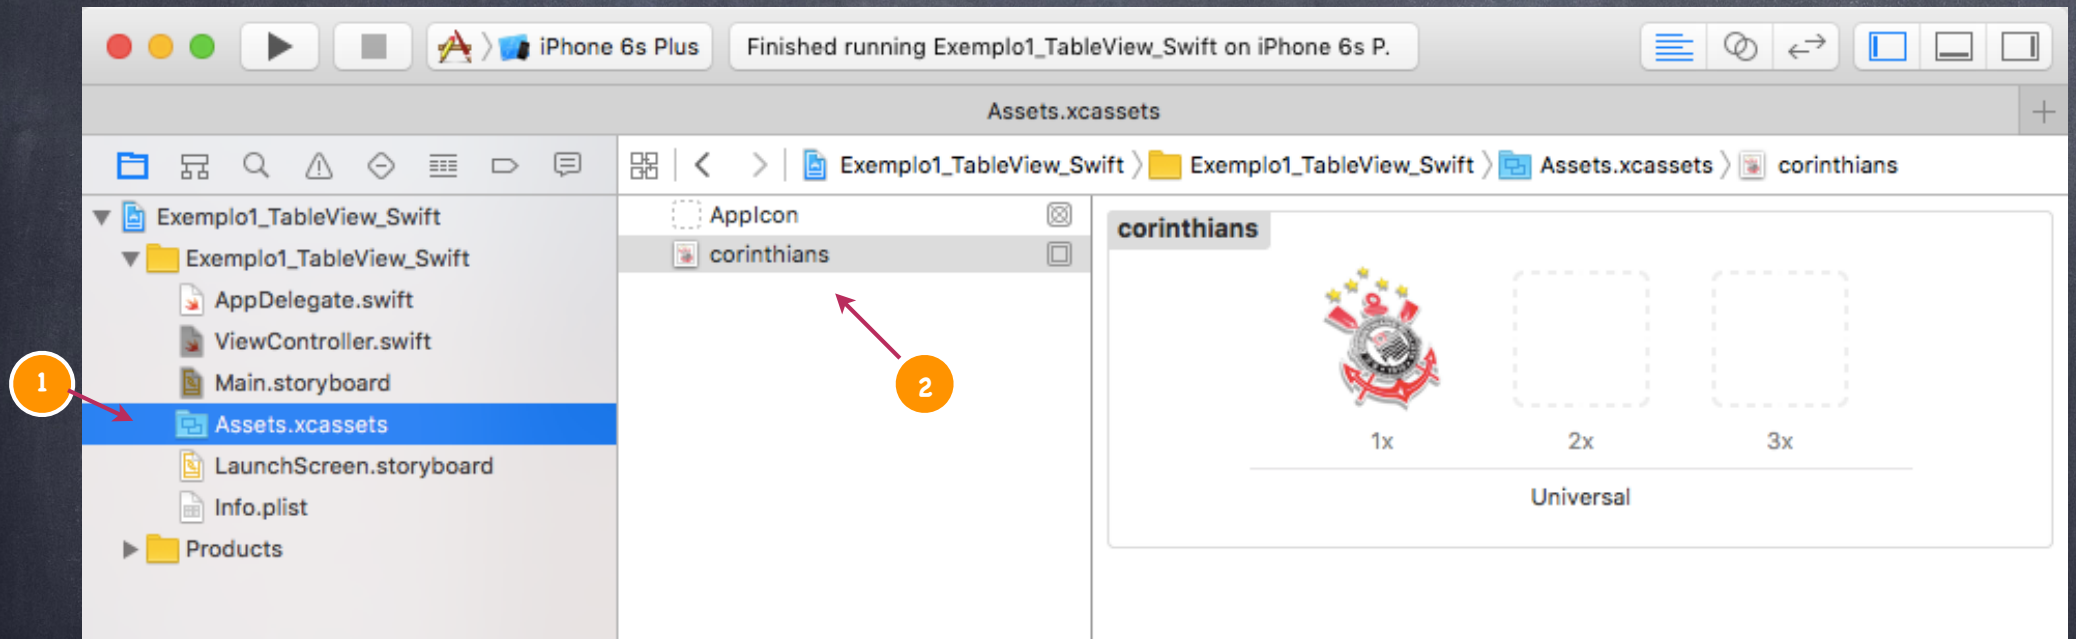 iPhone 6s Plus
Finished running Exemplo1_TableView_Swift on iPhone 6s P.
Assets.xcassets
Exemplo1_TableView_Swift
Exemplo1_TableView_Swift
Assets.xcassets
corinthians
Exemplo1_TableView_Swift
Exemplo1_TableView_Swift
AppDelegate.swift
ViewController.swift
Main.storyboard
Assets.xcassets
LaunchScreen.storyboard
Info.plist
Products
1
AppIcon
corinthians
2
corinthians
1x
2x
3x
Universal